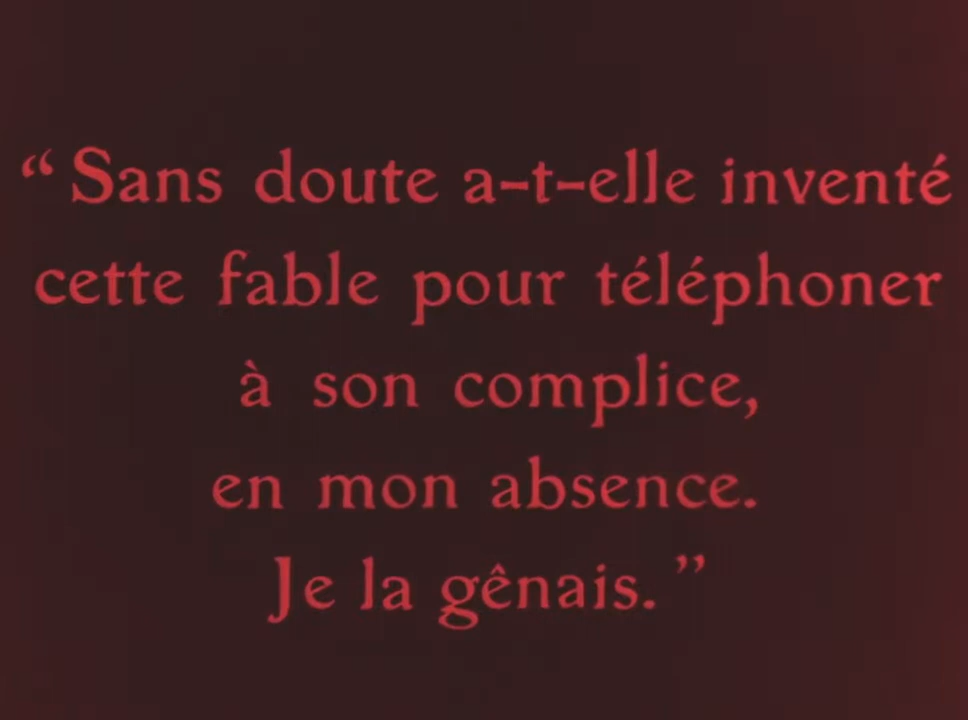 “ Sans doute a-t-elle inventé
cette fable pour téléphoner
à son complice,
en mon absence.
Je la gênais. ”